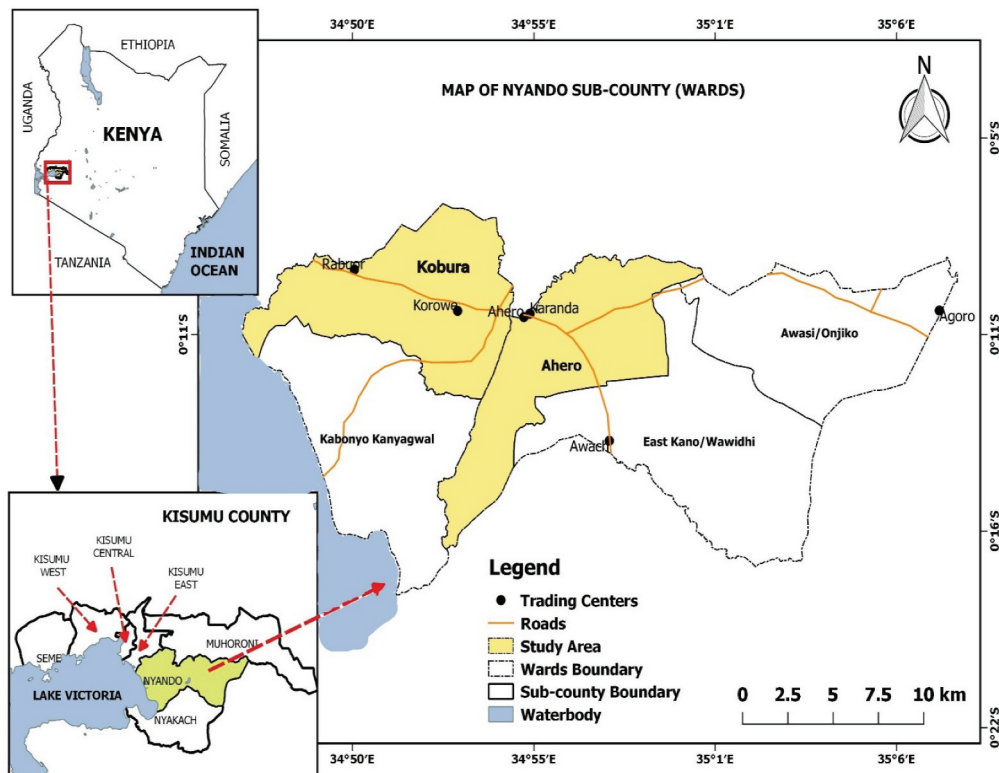 34°50'E
34°55'E
35°1'E
35°6'E
MAP OF NYANDO SUB-COUNTY (WARDS)
N
ETHIOPIA
UGANDA
KENYA
SOMALIA
TANZANIA
INDIAN
OCEAN
0°5'S
0°11'S
0°16'S
0°22'S
0°11'S
Rabuor
Kobura
Korowe
Ahero
Karanda
Agoro
Awasi/Onjiko
Ahero
Kabonyo Kanyagwal
Awach
East Kano/Wawidhi
KISUMU COUNTY
KISUMU
WEST
KISUMU
CENTRAL
KISUMU
EAST
SEME
MUHORONI
NYANDO
LAKE VICTORIA
NYAKACH
Legend
Trading Centers
Roads
Study Area
Wards Boundary
Sub-county Boundary
Waterbody
0 2.5 5 7.5 10 km
34°50'E
34°55'E
35°1'E
35°6'E